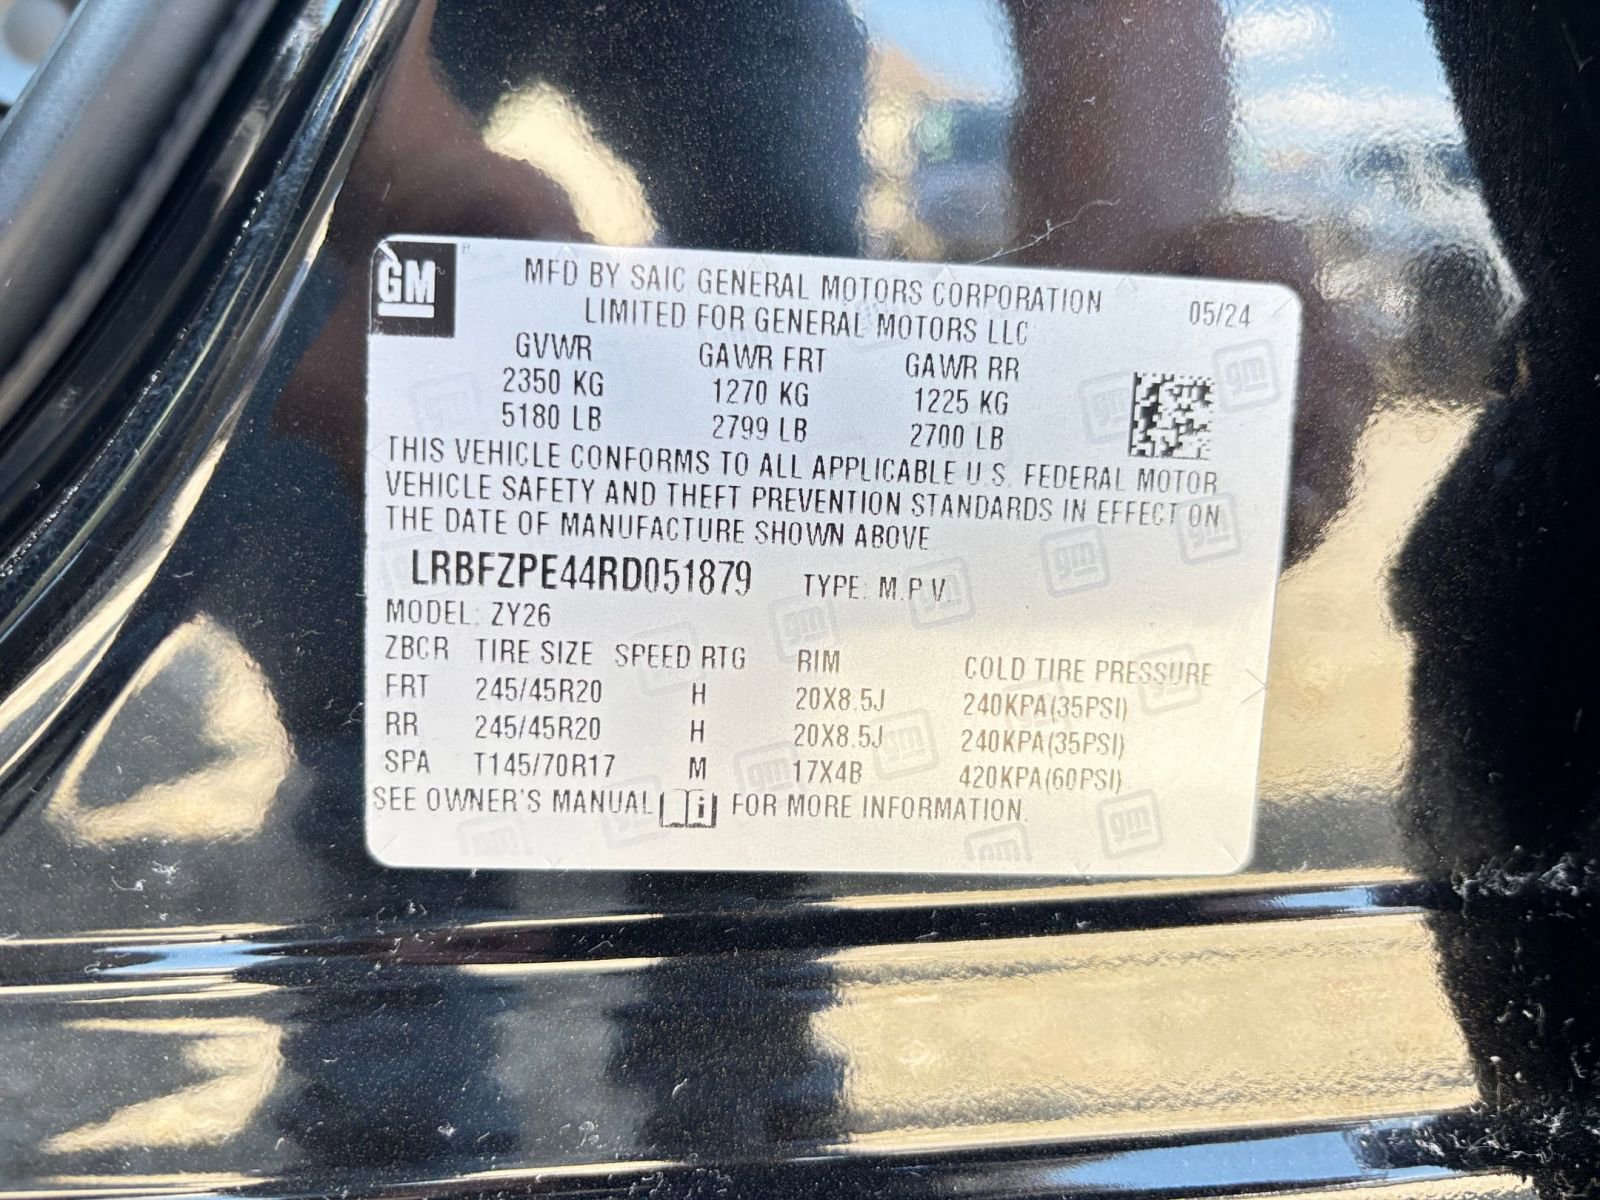 GM
MFD BY SAIC GENERAL MOTORS CORPORATION 05/24
LIMITED FOR GENERAL MOTORS LLC
GVWR GAWR FRT GAWR RR
2350 KG 1270 KG 1225 KG
5180 LB 2799 LB 2700 LB
THIS VEHICLE CONFORMS TO ALL APPLICABLE U.S. FEDERAL MOTOR
VEHICLE SAFETY AND THEFT PREVENTION STANDARDS IN EFFECT ON
THE DATE OF MANUFACTURE SHOWN ABOVE
LRBFZPE44RD051879 TYPE: M.P.V.
MODEL: ZY26
ZBCR TIRE SIZE SPEED RTG RIM COLD TIRE PRESSURE
FRT 245/45R20 H 20X8.5J 240KPA(35PSI)
RR 245/45R20 H 20X8.5J 240KPA(35PSI)
SPA T145/70R17 M 17X4B 420KPA(60PSI)
SEE OWNER'S MANUAL i FOR MORE INFORMATION.